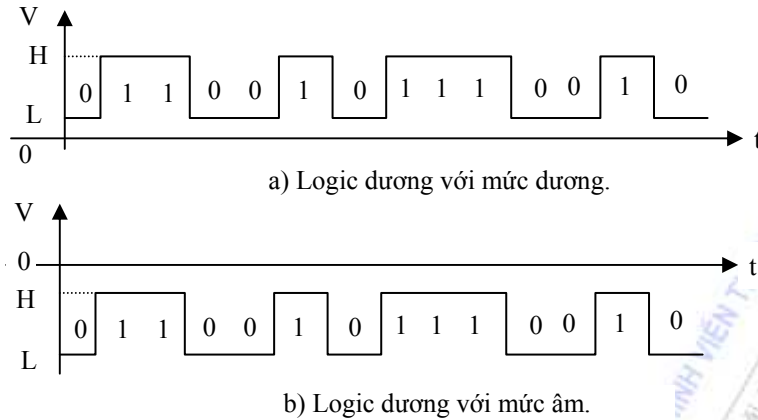 V
H
0 1 1 0 0 1 0 1 1 1 0 0 1 0
L
0
t
a) Logic dương với mức dương.
V
0
t
H
0 1 1 0 0 1 0 1 1 1 0 0 1 0
L
b) Logic dương với mức âm.